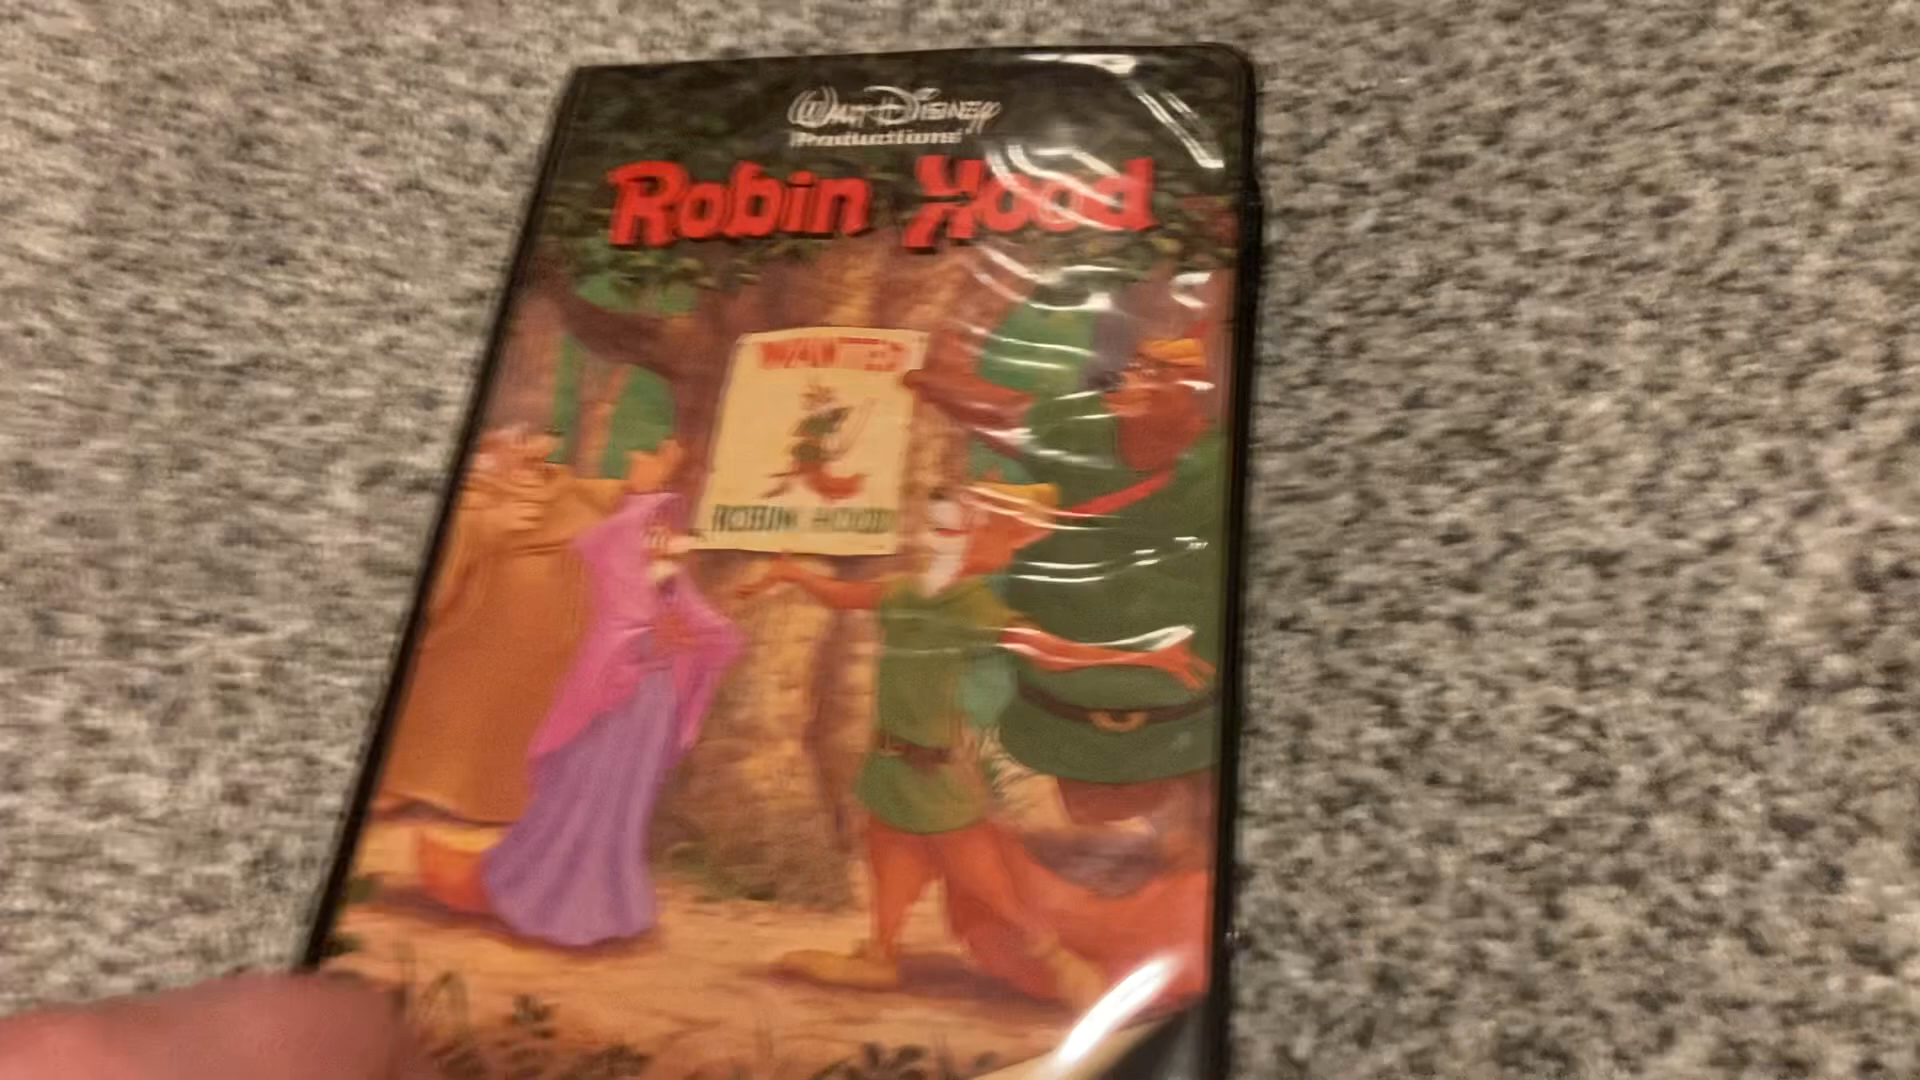 Walt Disney
Productions'
Robin Hood
WANTED
ROBIN HOOD